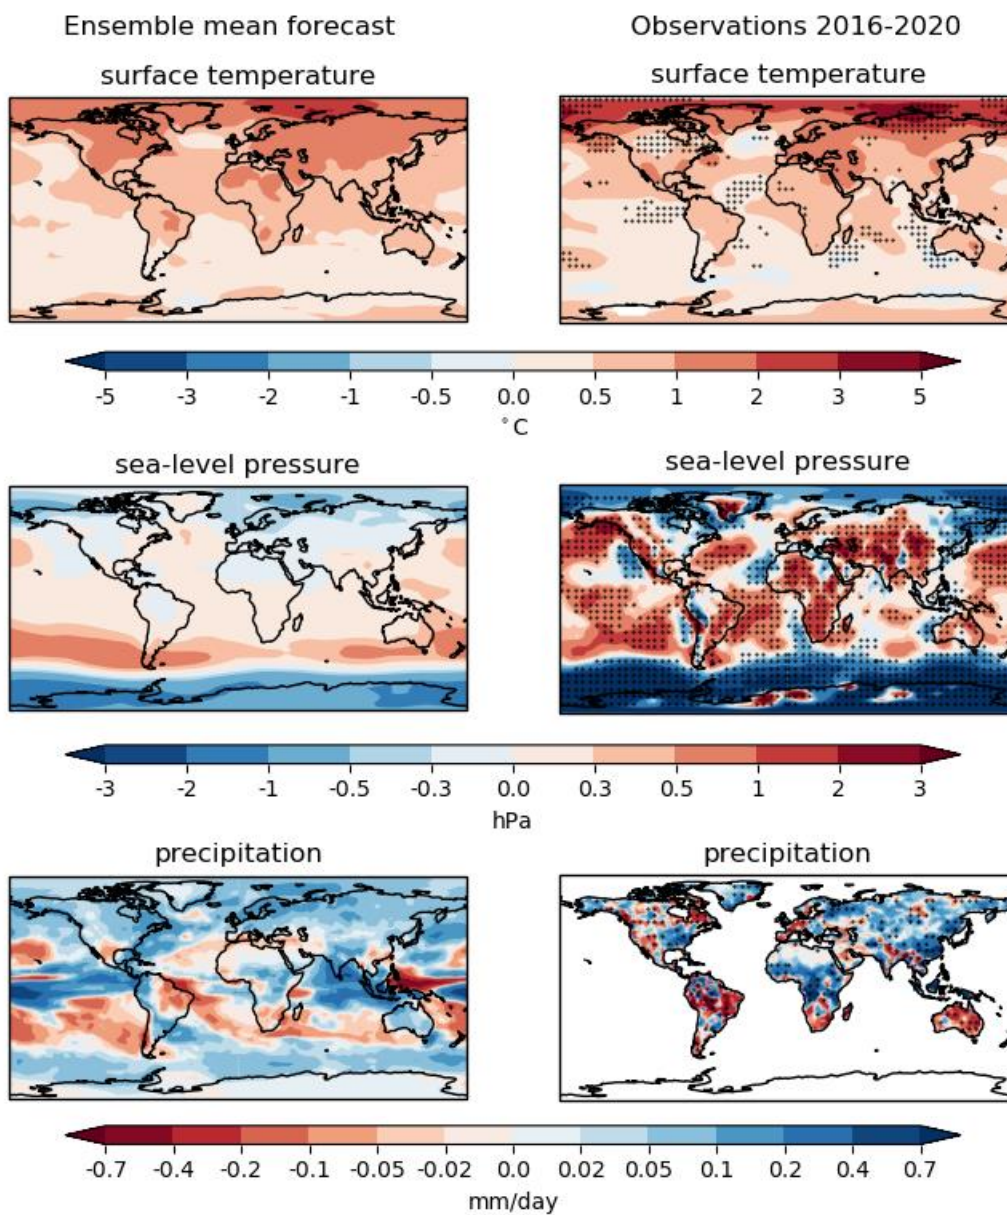 Ensemble mean forecast
Observations 2016-2020
surface temperature
surface temperature
-5 -3 -2 -1 -0.5 0.0 0.5 1 2 3 5
°C
sea-level pressure
sea-level pressure
-3 -2 -1 -0.5 -0.3 0.0 0.3 0.5 1 2 3
hPa
precipitation
precipitation
-0.7 -0.4 -0.2 -0.1 -0.05 -0.02 0.0 0.02 0.05 0.1 0.2 0.4 0.7
mm/day